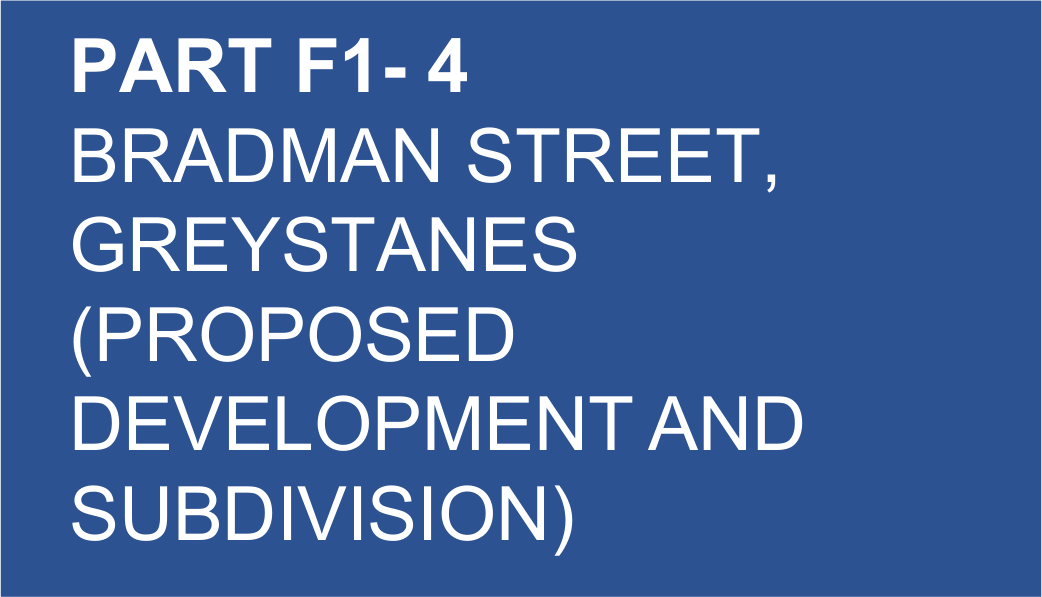 PART F1- 4
BRADMAN STREET,
GREYSTANES
(PROPOSED
DEVELOPMENT AND
SUBDIVISION)